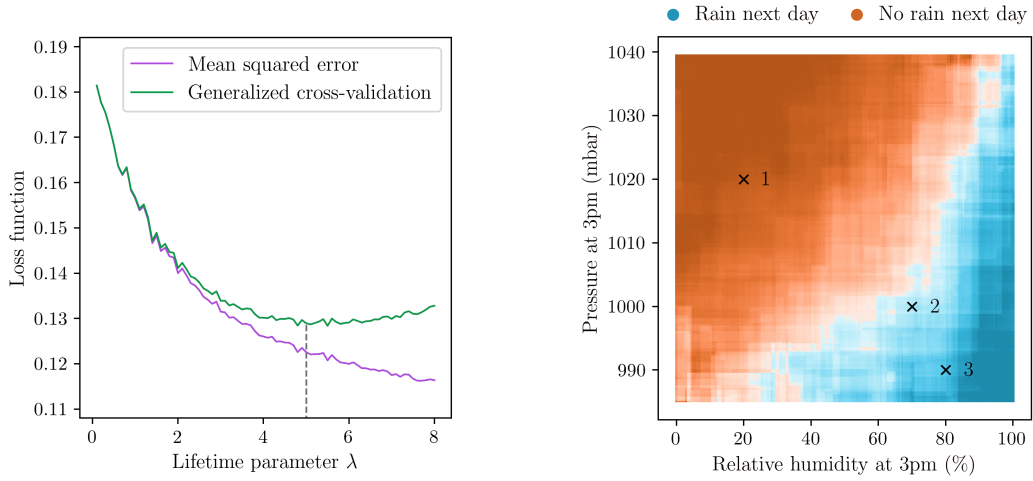 0.19
0.18
0.17
0.16
0.15
0.14
0.13
0.12
0.11
Loss function
Mean squared error
Generalized cross-validation
0 2 4 6 8
Lifetime parameter λ
Rain next day No rain next day
1040
1030
1020
1010
1000
990
Pressure at 3pm (mbar)
1
2
3
0 20 40 60 80 100
Relative humidity at 3pm (%)